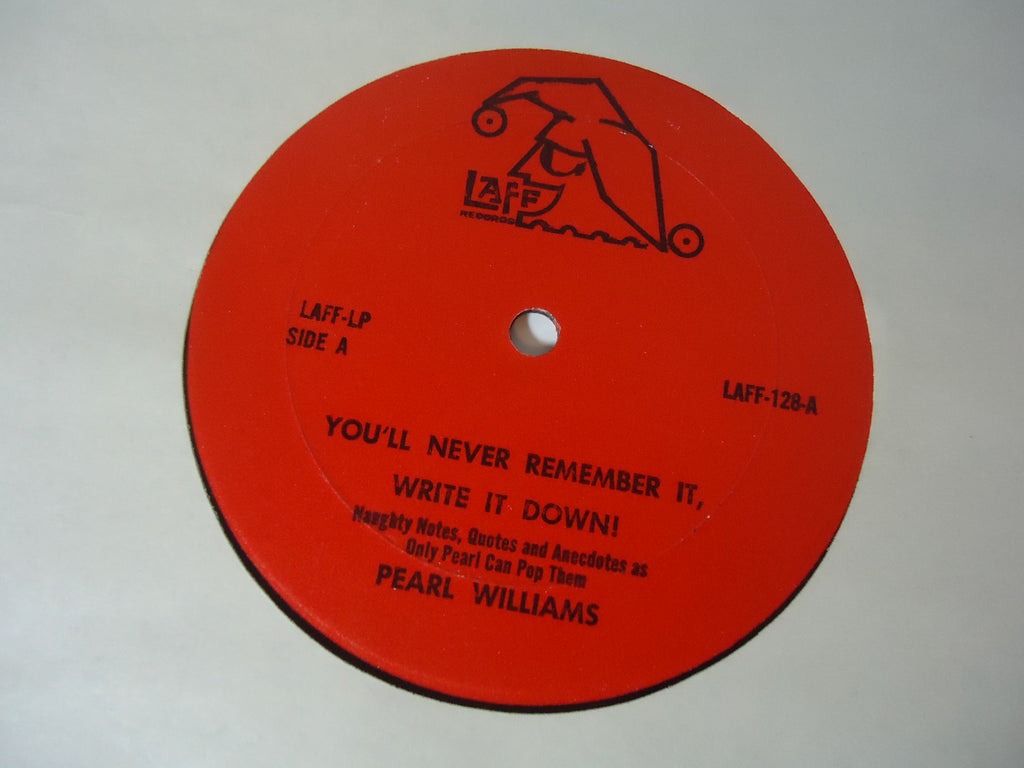 LAFF
RECORDS
LAFF-LP
SIDE A
LAFF-128-A
YOU'LL NEVER REMEMBER IT,
WRITE IT DOWN!
Naughty Notes, Quotes and Anecdotes as
Only Pearl Can Pop Them
PEARL WILLIAMS